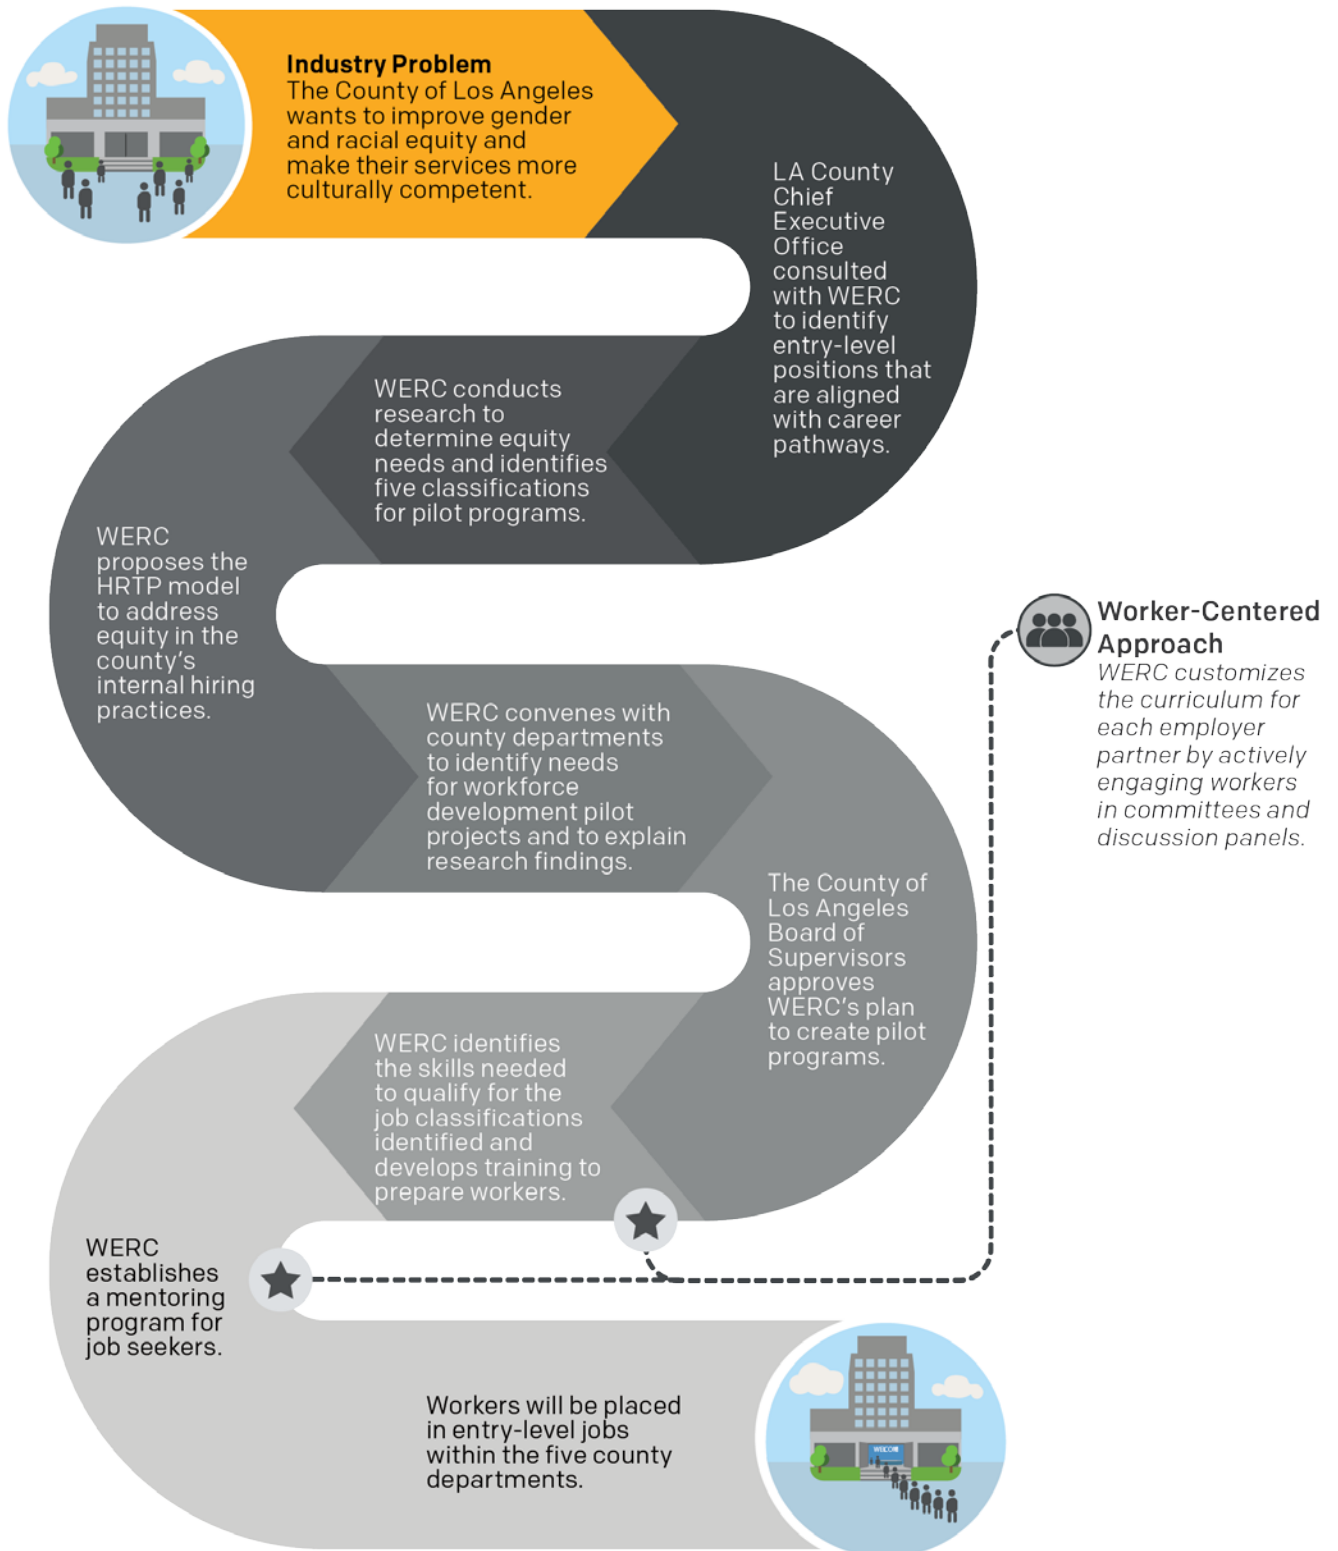 Industry Problem
The County of Los Angeles
wants to improve gender
and racial equity and
make their services more
culturally competent.
LA County
Chief
Executive
Office
consulted
with WERC
to identify
entry-level
positions that
are aligned
with career
pathways.
WERC conducts
research to
determine equity
needs and identifies
five classifications
for pilot programs.
WERC
proposes the
HRTP model
to address
equity in the
county's
internal hiring
practices.
WERC convenes with
county departments
to identify needs
for workforce
development pilot
projects and to explain
research findings.
The County of
Los Angeles
Board of
Supervisors
approves
WERC's plan
to create pilot
programs.
WERC identifies
the skills needed
to qualify for the
job classifications
identified and
develops training to
prepare workers.
Worker-Centered
Approach
WERC customizes
the curriculum for
each employer
partner by actively
engaging workers
in committees and
discussion panels.
WERC
establishes
a mentoring
program for
job seekers.
Workers will be placed
in entry-level jobs
within the five county
departments.
WELCOME